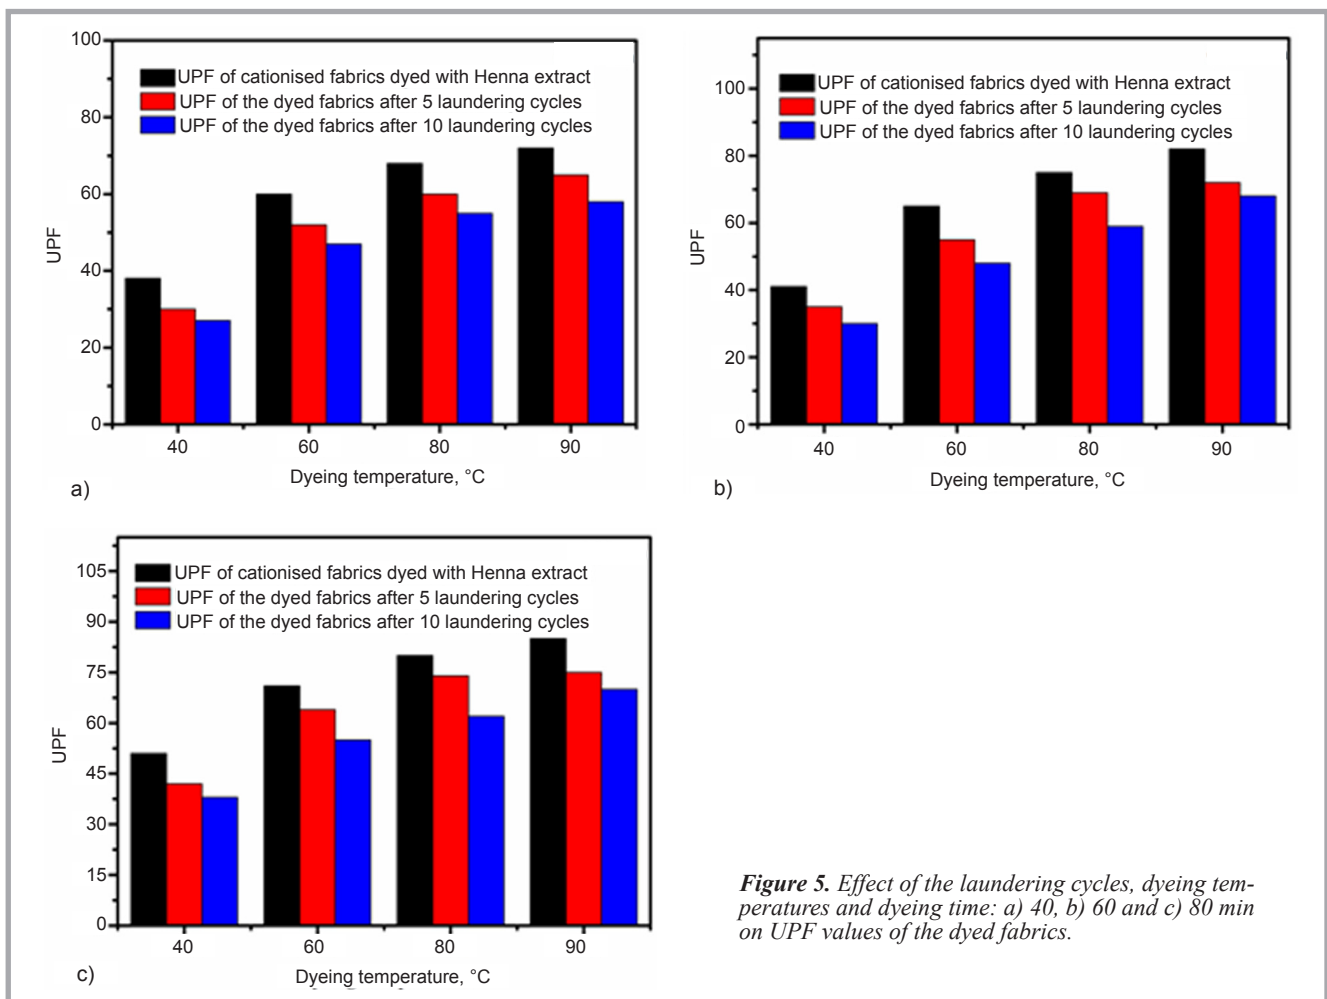 100
80
60
40
20
0
UPF
UPF of cationised fabrics dyed with Henna extract
UPF of the dyed fabrics after 5 laundering cycles
UPF of the dyed fabrics after 10 laundering cycles
40 60 80 90
Dyeing temperature, °C
a)
100
80
60
40
20
0
UPF
UPF of cationised fabrics dyed with Henna extract
UPF of the dyed fabrics after 5 laundering cycles
UPF of the dyed fabrics after 10 laundering cycles
40 60 80 90
Dyeing temperature, °C
b)
105
90
75
60
45
30
15
0
UPF
UPF of cationised fabrics dyed with Henna extract
UPF of the dyed fabrics after 5 laundering cycles
UPF of the dyed fabrics after 10 laundering cycles
40 60 80 90
Dyeing temperature, °C
c)
Figure 5. Effect of the laundering cycles, dyeing tem-
peratures and dyeing time: a) 40, b) 60 and c) 80 min
on UPF values of the dyed fabrics.